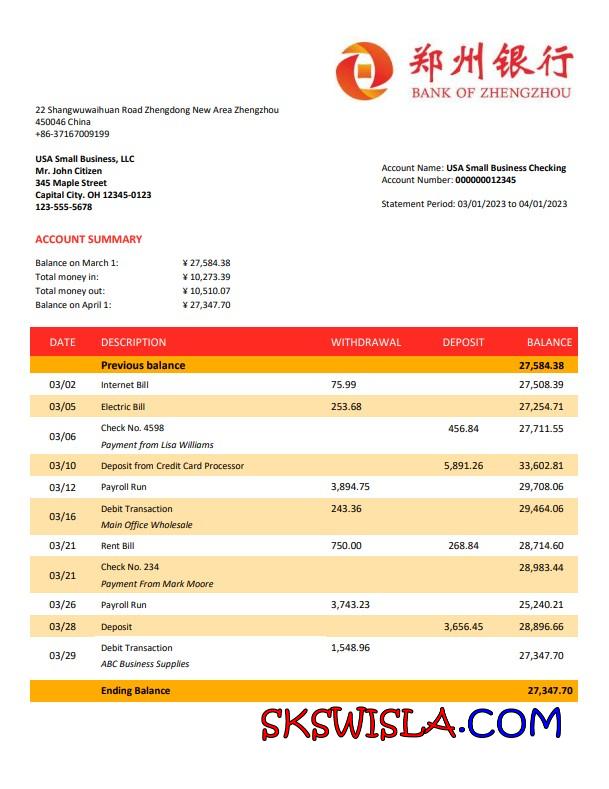 郑州银行
BANK OF ZHENGZHOU
22 Shangwuwaihuan Road Zhengdong New Area Zhengzhou
450046 China
+86-37167009199
USA Small Business, LLC
Mr. John Citizen
345 Maple Street
Capital City. OH 12345-0123
123-555-5678
Account Name: USA Small Business Checking
Account Number: 000000012345
Statement Period: 03/01/2023 to 04/01/2023
ACCOUNT SUMMARY
Balance on March 1: ¥ 27,584.38
Total money in: ¥ 10,273.39
Total money out: ¥ 10,510.07
Balance on April 1: ¥ 27,347.70
DATE DESCRIPTION WITHDRAWAL DEPOSIT BALANCE
Previous balance 27,584.38
03/02 Internet Bill 75.99 27,508.39
03/05 Electric Bill 253.68 27,254.71
03/06 Check No. 4598 456.84 27,711.55
Payment from Lisa Williams
03/10 Deposit from Credit Card Processor 5,891.26 33,602.81
03/12 Payroll Run 3,894.75 29,708.06
03/16 Debit Transaction 243.36 29,464.06
Main Office Wholesale
03/21 Rent Bill 750.00 268.84 28,714.60
03/21 Check No. 234 28,983.44
Payment From Mark Moore
03/26 Payroll Run 3,743.23 25,240.21
03/28 Deposit 3,656.45 28,896.66
03/29 Debit Transaction 1,548.96 27,347.70
ABC Business Supplies
Ending Balance 27,347.70
SKSWISLA.COM